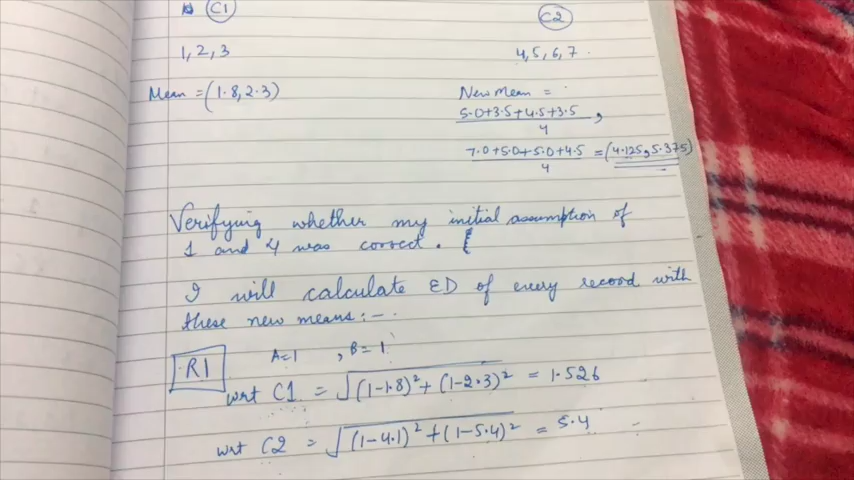 C1 C2
1, 2, 3 4, 5, 6, 7
Mean = (1.8, 2.3) New Mean =
5.0+3.5+4.5+3.5
4 ,
7.0+5.0+5.0+4.5
4 = (4.125, 5.375)
Verifying whether my initial assumption of
1 and 4 was correct.
I will calculate ED of every record with
these new means:-
R1 A=1 , B=1
wrt C1 = √(1-1.8)² + (1-2.3)² = 1.526
wrt C2 = √(1-4.1)² + (1-5.4)² = 5.4